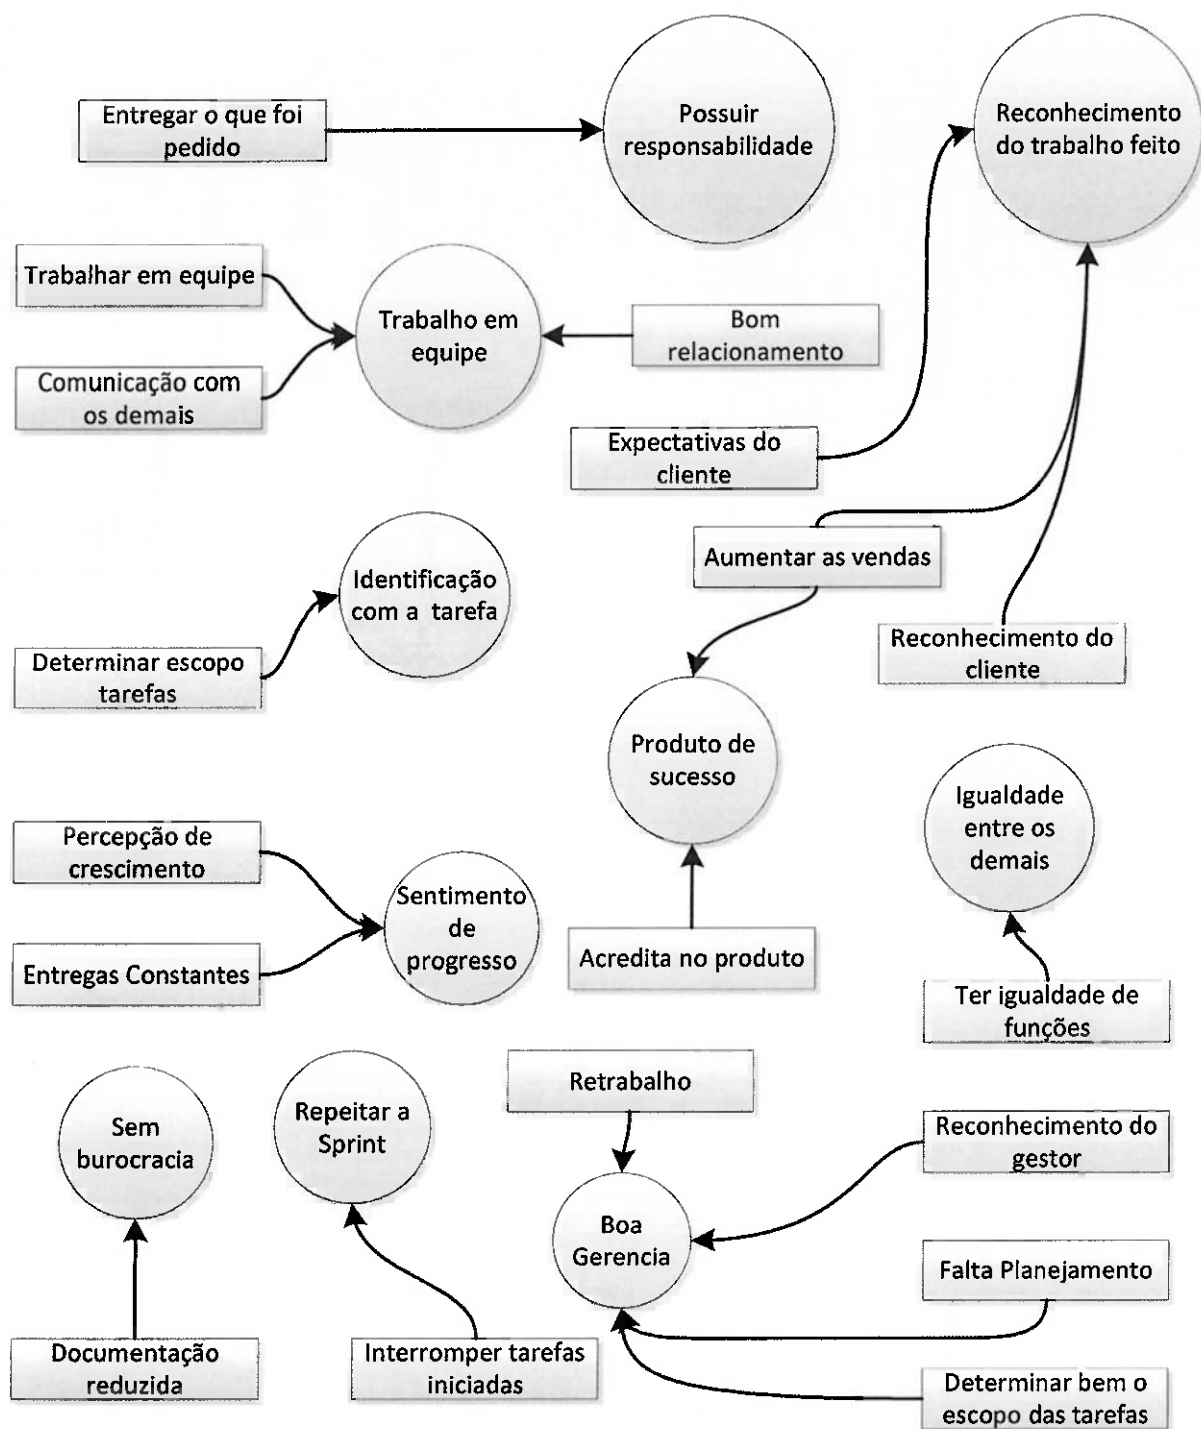 Entregar o que foi
pedido
Possuir
responsabilidade
Reconhecimento
do trabalho feito
Trabalhar em equipe
Trabalho em
equipe
Bom
relacionamento
Comunicação com
os demais
Expectativas do
cliente
Aumentar as vendas
Identificação
com a tarefa
Reconhecimento do
cliente
Determinar escopo
tarefas
Produto de
sucesso
Igualdade
entre os
demais
Percepção de
crescimento
Sentimento
de
progresso
Entregas Constantes
Acredita no produto
Ter igualdade de
funções
Retrabalho
Sem
burocracia
Repeitar a
Sprint
Reconhecimento do
gestor
Boa
Gerencia
Falta Planejamento
Documentação
reduzida
Interromper tarefas
iniciadas
Determinar bem o
escopo das tarefas